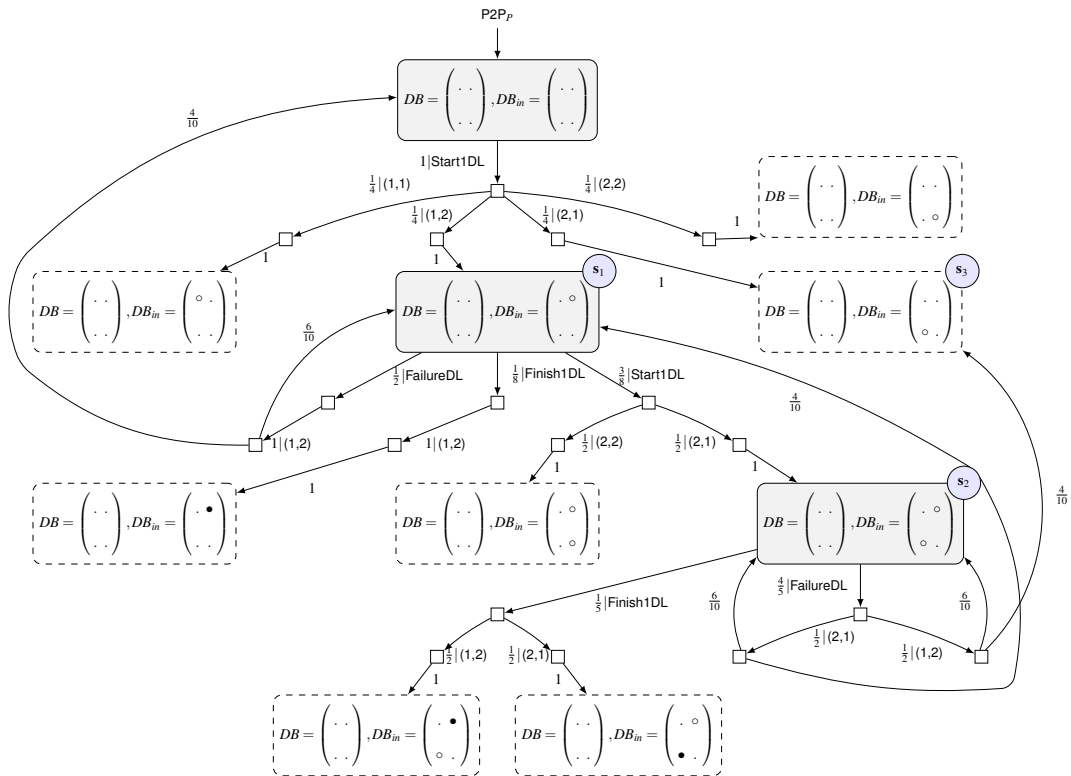 P2P_P
DB = ( . . / . . ) , DB_in = ( . . / . . )
4/10
1|Start1DL
1/4|(1,1)
1/4|(1,2)
1/4|(2,1)
1/4|(2,2)
1
DB = ( . . / . . ) , DB_in = ( . . / . ○ )
1
1
1
DB = ( . . / . . ) , DB_in = ( ○ . / . . )
s1
DB = ( . . / . . ) , DB_in = ( . ○ / . . )
s3
DB = ( . . / . . ) , DB_in = ( . . / ○ . )
6/10
1/2|FailureDL
1/8|Finish1DL
3/8|Start1DL
4/10
1|(1,2)
1|(1,2)
1/2|(2,2)
1/2|(2,1)
1
1
1
DB = ( . . / . . ) , DB_in = ( . ● / . . )
DB = ( . . / . . ) , DB_in = ( . ○ / . ○ )
s2
DB = ( . . / . . ) , DB_in = ( . ○ / ○ . )
4/10
1/5|Finish1DL
6/10
4/5|FailureDL
6/10
1/2|(1,2)
1/2|(2,1)
1/2|(2,1)
1/2|(1,2)
1
1
DB = ( . . / . . ) , DB_in = ( . ● / ○ . )
DB = ( . . / . . ) , DB_in = ( . ○ / ● . )